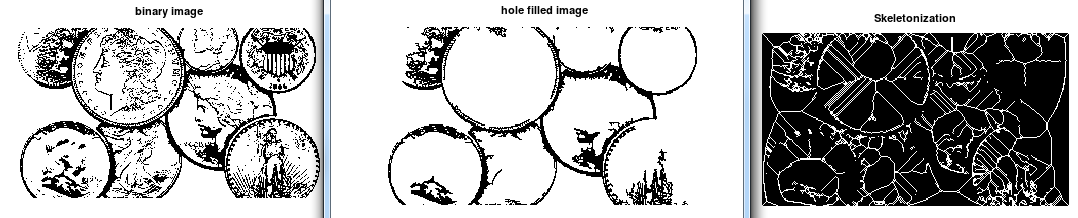 binary image
hole filled image
Skeletonization